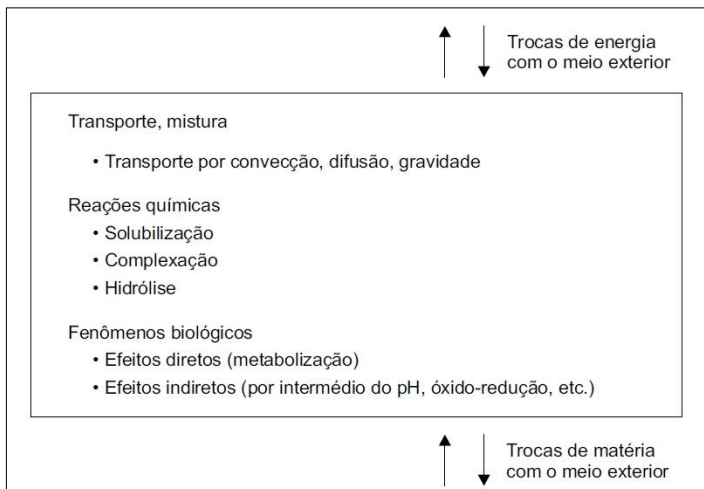 Trocas de energia
com o meio exterior
Transporte, mistura
• Transporte por convecção, difusão, gravidade
Reações químicas
• Solubilização
• Complexação
• Hidrólise
Fenômenos biológicos
• Efeitos diretos (metabolização)
• Efeitos indiretos (por intermédio do pH, óxido-redução, etc.)
Trocas de matéria
com o meio exterior